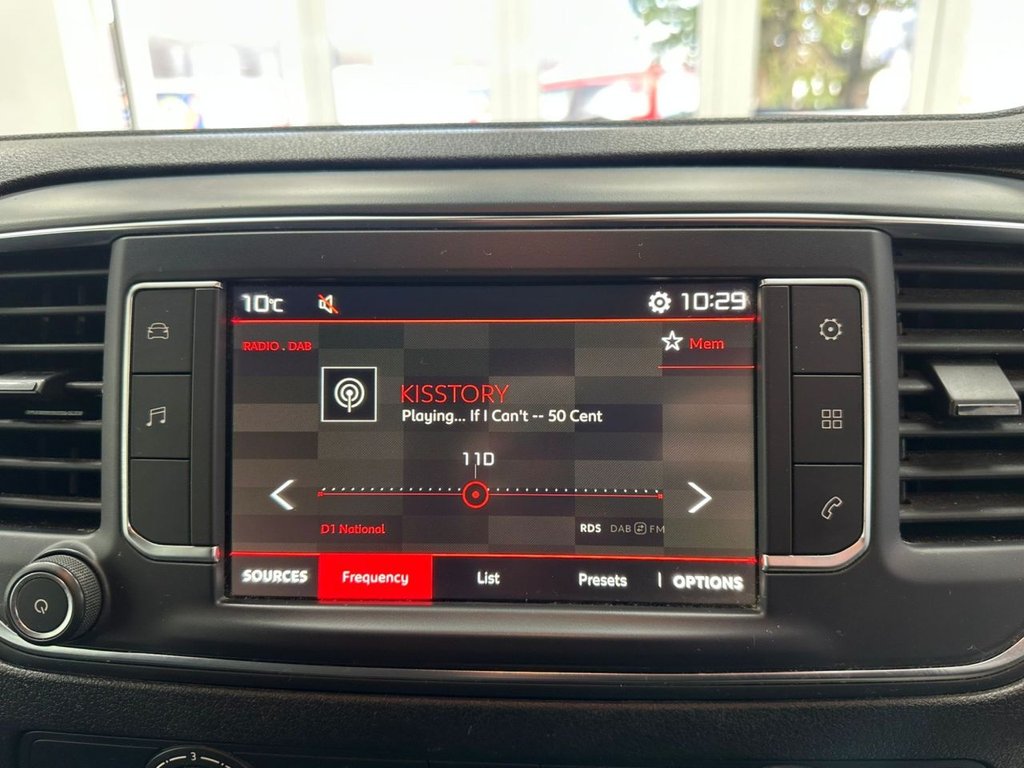 10°C 10:29
RADIO . DAB Mem
KISSTORY
Playing... If I Can't -- 50 Cent
11D
D1 National RDS DAB FM
SOURCES Frequency List Presets OPTIONS
3